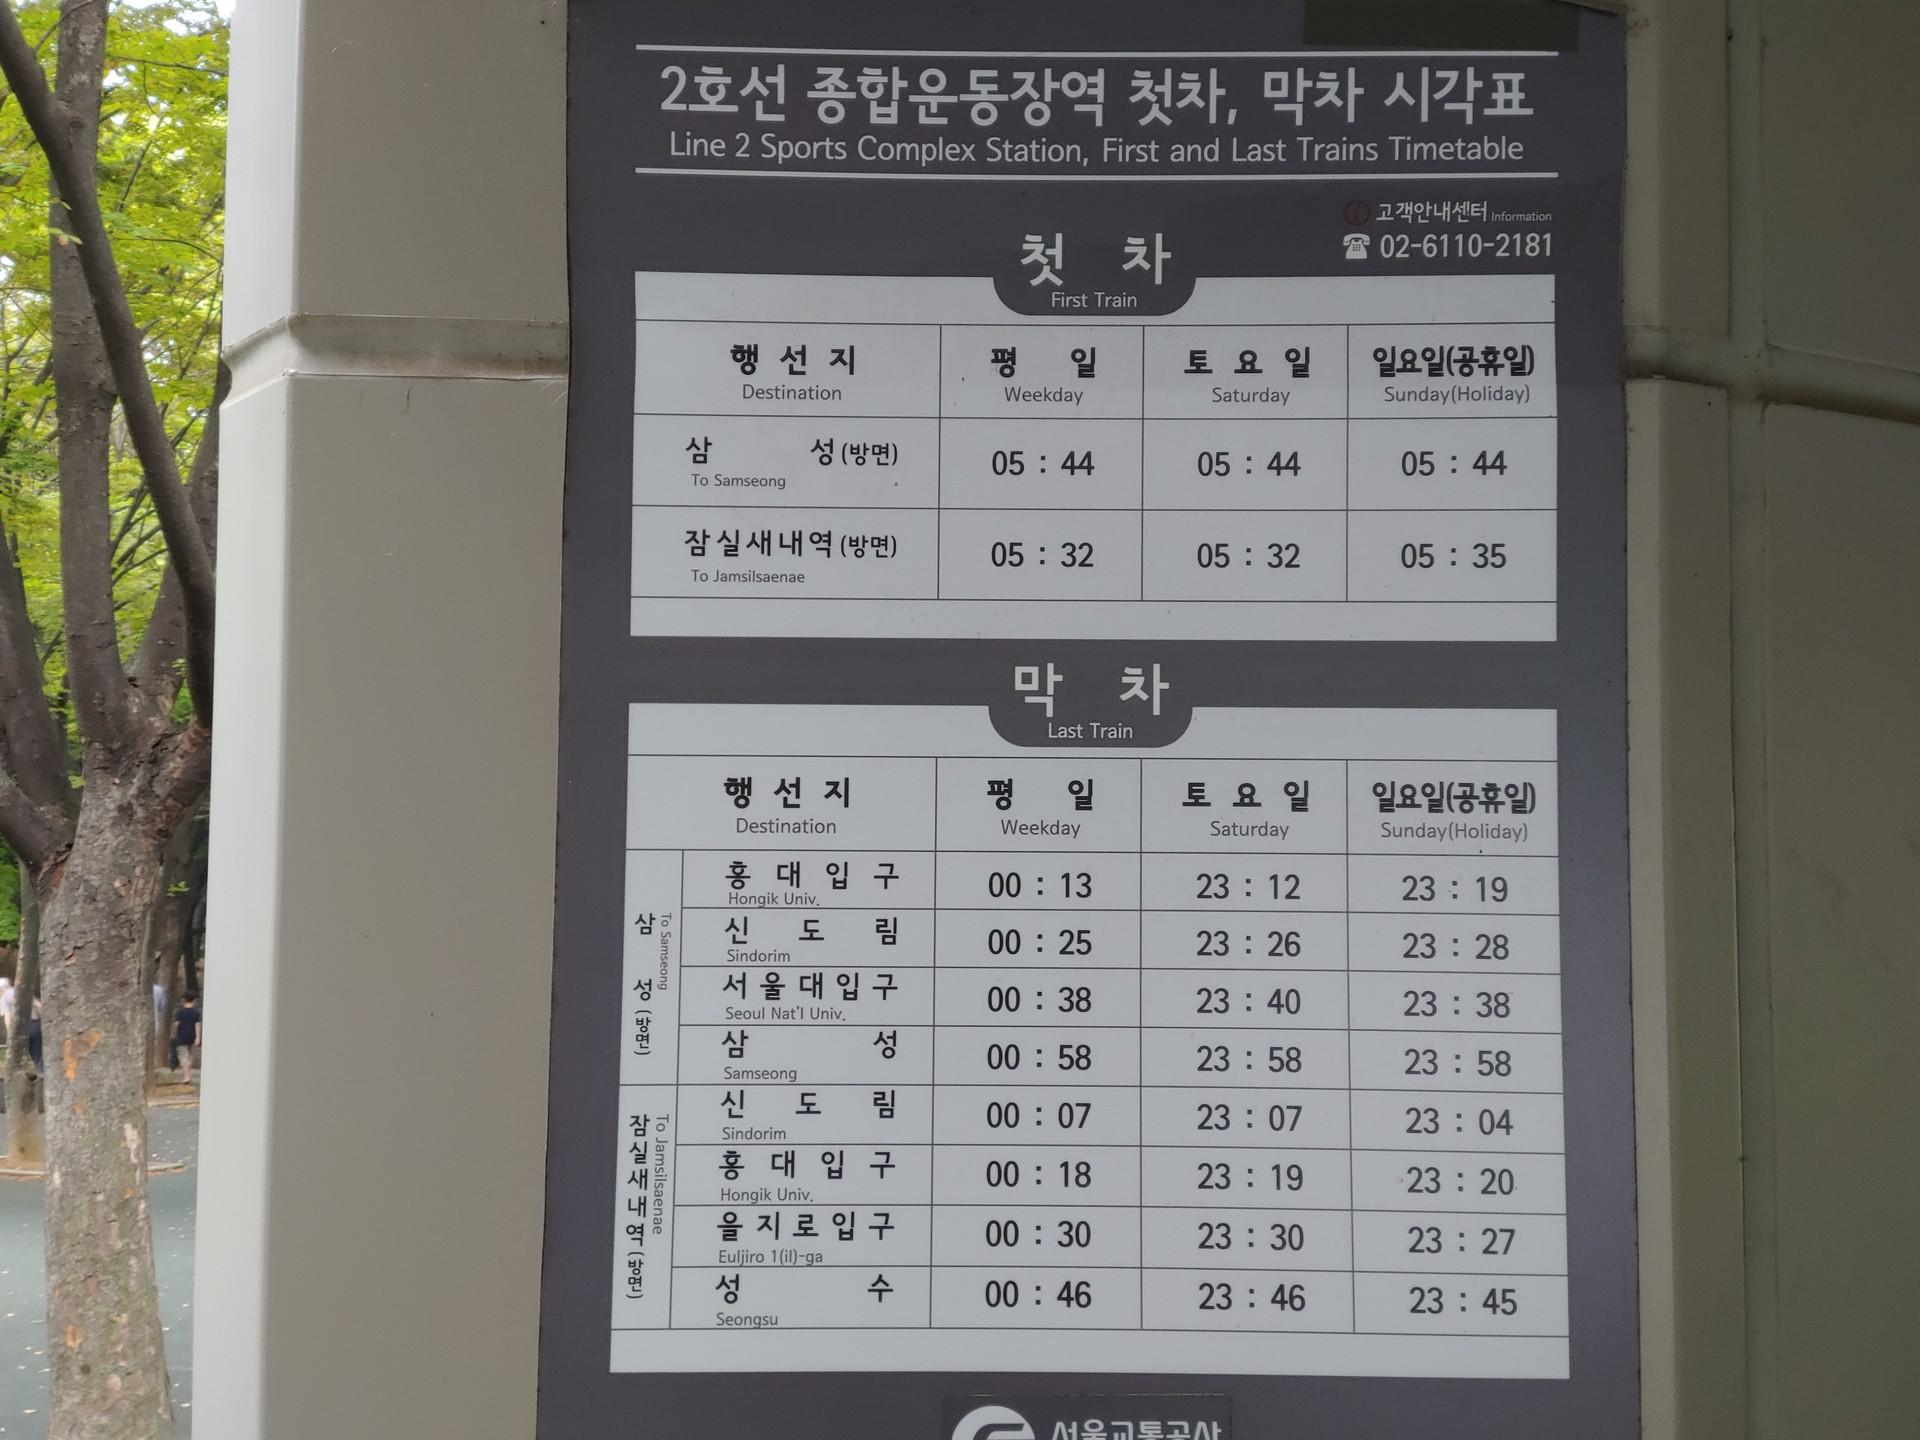 2호선 종합운동장역 첫차, 막차 시각표
Line 2 Sports Complex Station, First and Last Trains Timetable
고객안내센터 Information
02-6110-2181
첫 차
First Train
행 선 지 평 일 토 요 일 일요일(공휴일)
Destination Weekday Saturday Sunday(Holiday)
삼 성 (방면) 05 : 44 05 : 44 05 : 44
To Samseong
잠실새내역 (방면) 05 : 32 05 : 32 05 : 35
To Jamsilsaenae
막 차
Last Train
행 선 지 평 일 토 요 일 일요일(공휴일)
Destination Weekday Saturday Sunday(Holiday)
삼 성 (방면)
To Samseong
홍 대 입 구 00 : 13 23 : 12 23 : 19
Hongik Univ.
신 도 림 00 : 25 23 : 26 23 : 28
Sindorim
서 울 대 입 구 00 : 38 23 : 40 23 : 38
Seoul Nat'l Univ.
삼 성 00 : 58 23 : 58 23 : 58
Samseong
잠실새내역 (방면)
To Jamsilsaenae
신 도 림 00 : 07 23 : 07 23 : 04
Sindorim
홍 대 입 구 00 : 18 23 : 19 23 : 20
Hongik Univ.
을 지 로 입 구 00 : 30 23 : 30 23 : 27
Euljiro 1(il)-ga
성 수 00 : 46 23 : 46 23 : 45
Seongsu
서울교통공사